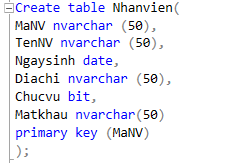 Create table Nhanvien(
MaNV nvarchar (50),
TenNV nvarchar (50),
Ngaysinh date,
Diachi nvarchar (50),
Chucvu bit,
Matkhau nvarchar(50)
primary key (MaNV)
);